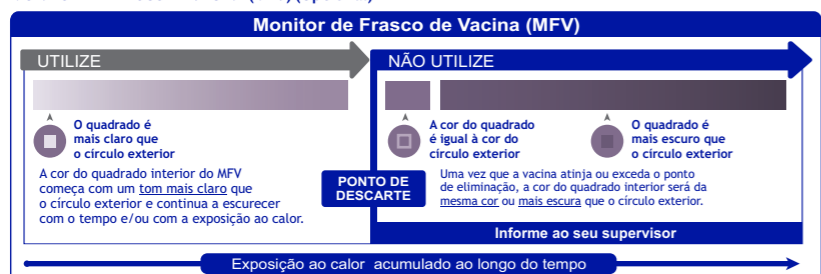 Monitor de Frasco de Vacina (MFV)
UTILIZE
O quadrado é
mais claro que
o círculo exterior
A cor do quadrado interior do MFV
começa com um tom mais claro que
o círculo exterior e continua a escurecer
com o tempo e/ou com a exposição ao calor.
PONTO DE
DESCARTE
NÃO UTILIZE
A cor do quadrado
é igual à cor do
círculo exterior
O quadrado é
mais escuro que
o círculo exterior
Uma vez que a vacina atinja ou exceda o ponto
de eliminação, a cor do quadrado interior será da
mesma cor ou mais escura que o círculo exterior.
Informe ao seu supervisor
Exposição ao calor acumulado ao longo do tempo